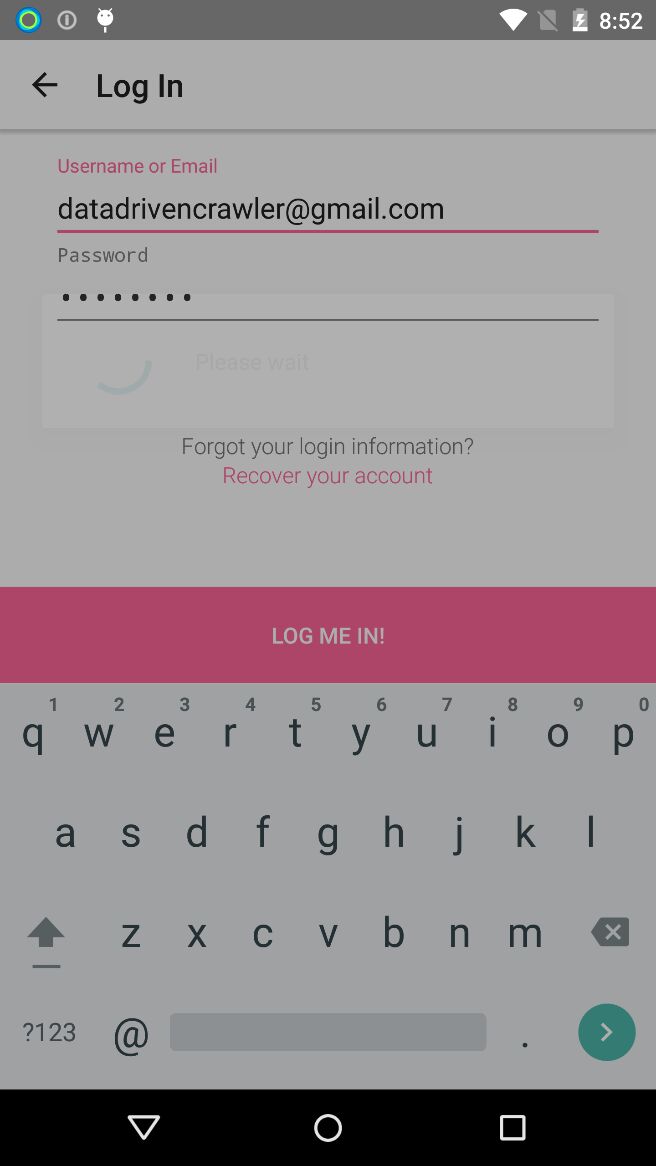 8:52
Log In
Username or Email
datadrivencrawler@gmail.com
Password
••••••••
Please wait
Forgot your login information?
Recover your account
LOG ME IN!
1 2 3 4 5 6 7 8 9 0
q w e r t y u i o p
a s d f g h j k l
z x c v b n m
?123 @ .